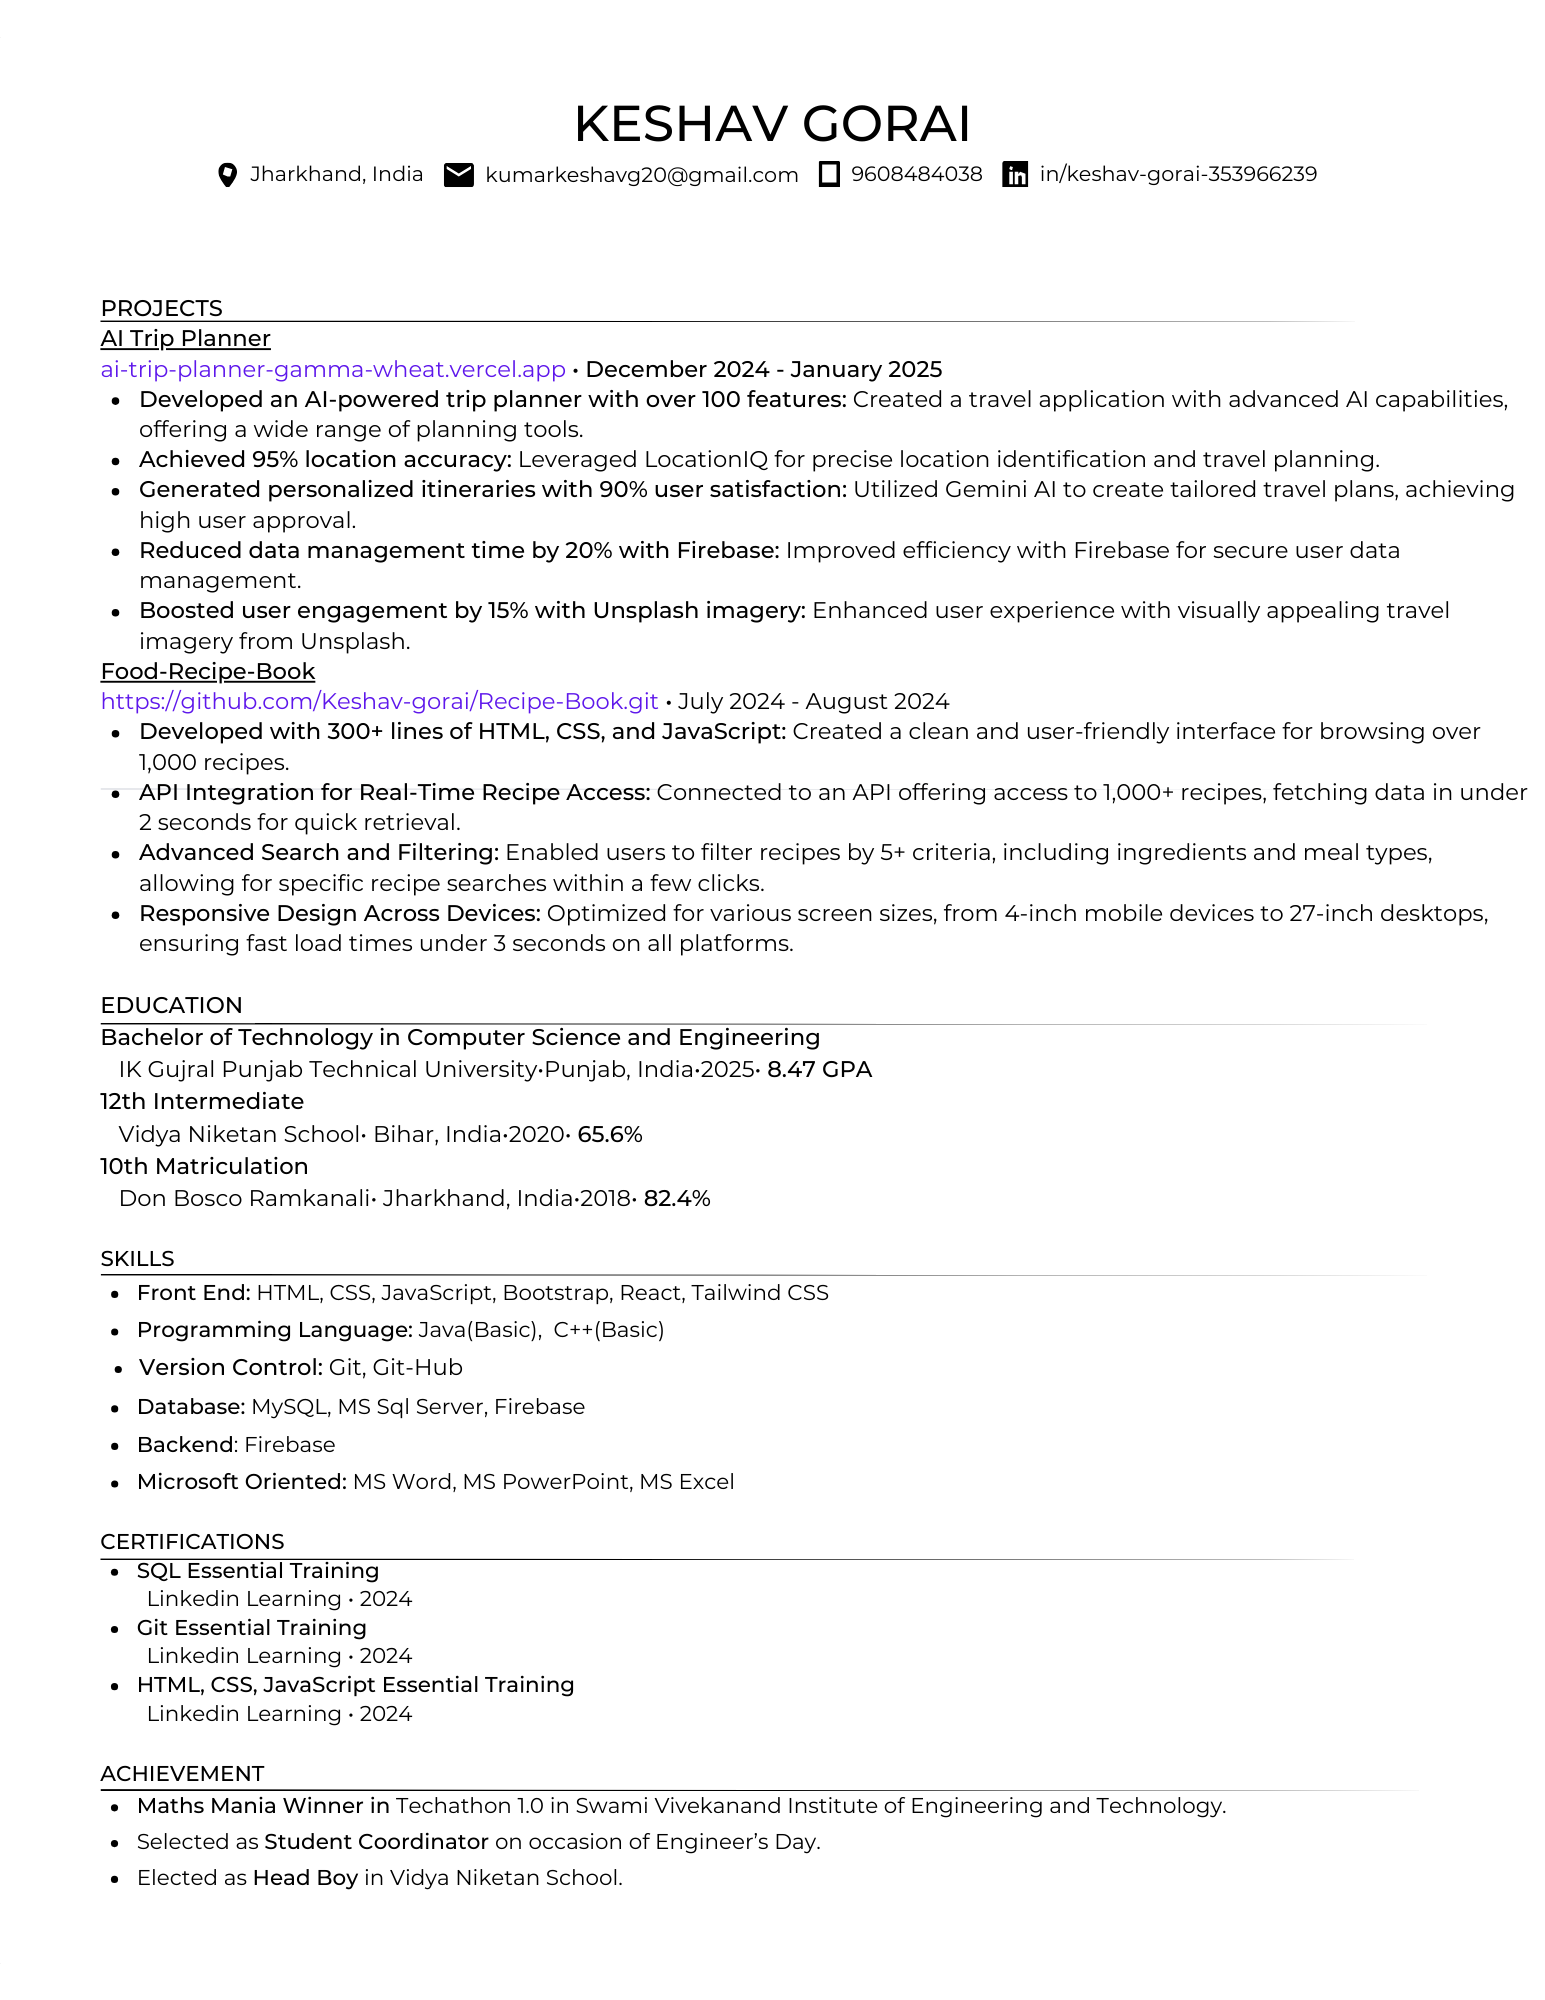 KESHAV GORAI
Jharkhand, India kumarkeshavg20@gmail.com 9608484038 in/keshav-gorai-353966239
PROJECTS
AI Trip Planner
ai-trip-planner-gamma-wheat.vercel.app • December 2024 - January 2025
• Developed an AI-powered trip planner with over 100 features: Created a travel application with advanced AI capabilities,
offering a wide range of planning tools.
• Achieved 95% location accuracy: Leveraged LocationIQ for precise location identification and travel planning.
• Generated personalized itineraries with 90% user satisfaction: Utilized Gemini AI to create tailored travel plans, achieving
high user approval.
• Reduced data management time by 20% with Firebase: Improved efficiency with Firebase for secure user data
management.
• Boosted user engagement by 15% with Unsplash imagery: Enhanced user experience with visually appealing travel
imagery from Unsplash.
Food-Recipe-Book
https://github.com/Keshav-gorai/Recipe-Book.git • July 2024 - August 2024
• Developed with 300+ lines of HTML, CSS, and JavaScript: Created a clean and user-friendly interface for browsing over
1,000 recipes.
• API Integration for Real-Time Recipe Access: Connected to an API offering access to 1,000+ recipes, fetching data in under
2 seconds for quick retrieval.
• Advanced Search and Filtering: Enabled users to filter recipes by 5+ criteria, including ingredients and meal types,
allowing for specific recipe searches within a few clicks.
• Responsive Design Across Devices: Optimized for various screen sizes, from 4-inch mobile devices to 27-inch desktops,
ensuring fast load times under 3 seconds on all platforms.
EDUCATION
Bachelor of Technology in Computer Science and Engineering
IK Gujral Punjab Technical University•Punjab, India•2025• 8.47 GPA
12th Intermediate
Vidya Niketan School• Bihar, India•2020• 65.6%
10th Matriculation
Don Bosco Ramkanali• Jharkhand, India•2018• 82.4%
SKILLS
• Front End: HTML, CSS, JavaScript, Bootstrap, React, Tailwind CSS
• Programming Language: Java(Basic), C++(Basic)
• Version Control: Git, Git-Hub
• Database: MySQL, MS Sql Server, Firebase
• Backend: Firebase
• Microsoft Oriented: MS Word, MS PowerPoint, MS Excel
CERTIFICATIONS
• SQL Essential Training
Linkedin Learning • 2024
• Git Essential Training
Linkedin Learning • 2024
• HTML, CSS, JavaScript Essential Training
Linkedin Learning • 2024
ACHIEVEMENT
• Maths Mania Winner in Techathon 1.0 in Swami Vivekanand Institute of Engineering and Technology.
• Selected as Student Coordinator on occasion of Engineer’s Day.
• Elected as Head Boy in Vidya Niketan School.